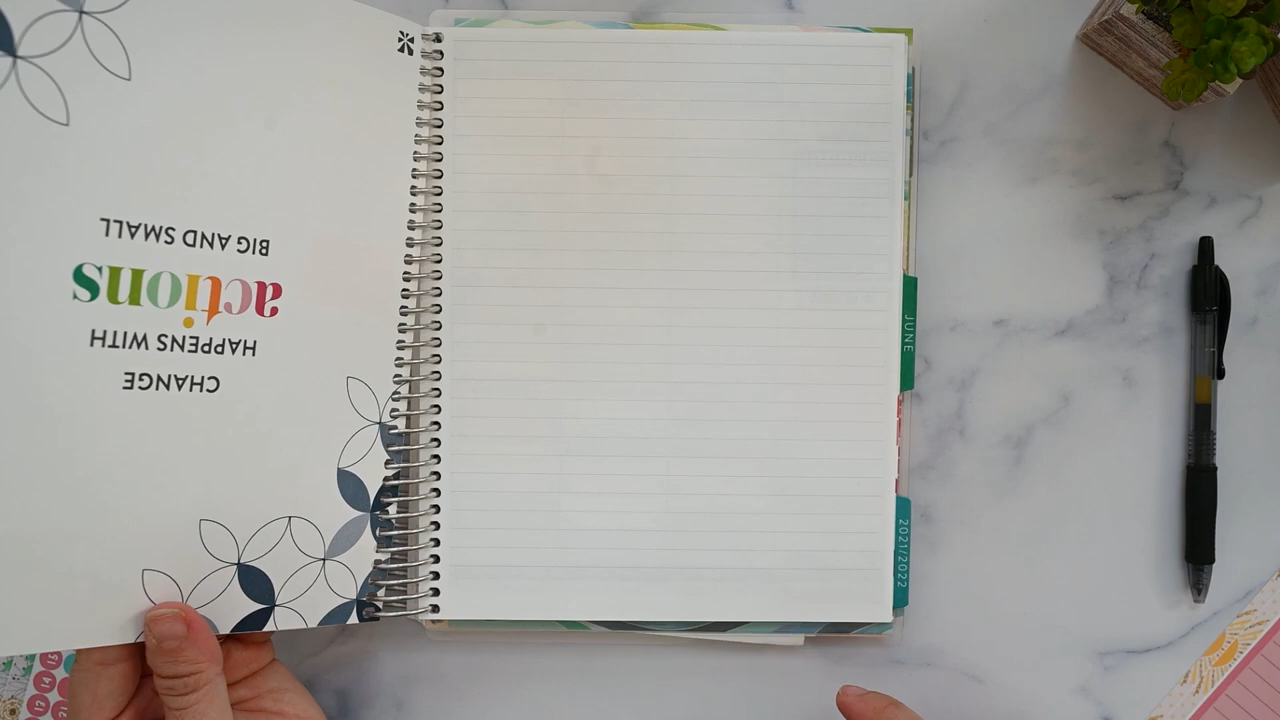 CHANGE
HAPPENS WITH
actions
BIG AND SMALL
JUNE
2021/2022